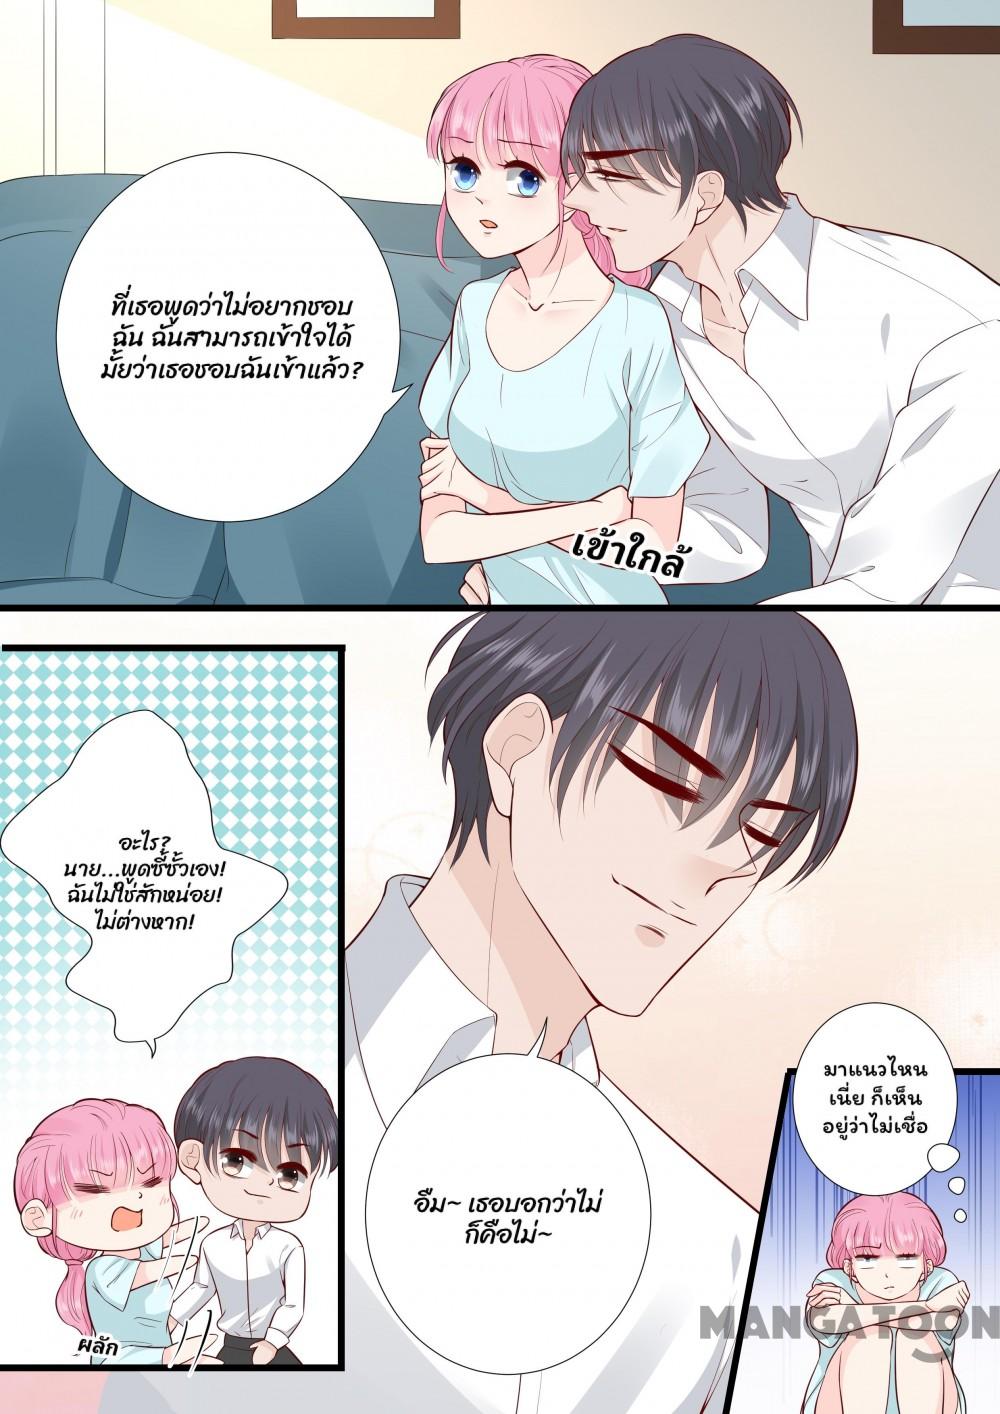 ที่เธอพูดว่าไม่อยากชอบ
ฉัน ฉันสามารถเข้าใจได้
มั้ยว่าเธอชอบฉันเข้าแล้ว?
เข้าใกล้
อะไร?
นาย...พูดซี้ซั้วเอง!
ฉันไม่ใช่สักหน่อย!
ไม่ต่างหาก!
ผลัก
อืม~ เธอบอกว่าไม่
ก็คือไม่~
มาแนวไหน
เนี่ย ก็เห็น
อยู่ว่าไม่เชื่อ
MANGATOON